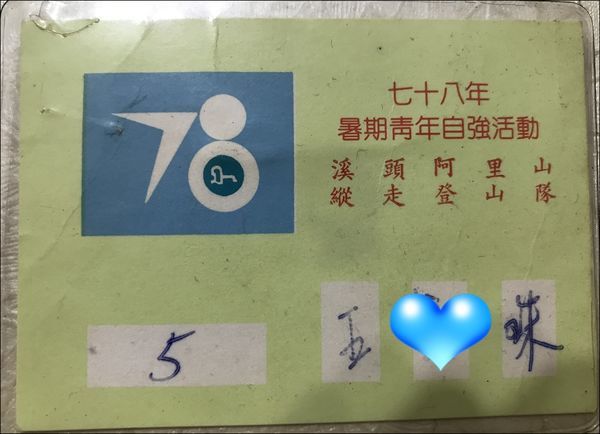 78
七十八年
暑期青年自強活動
溪頭阿里山
縱走登山隊
5
珠